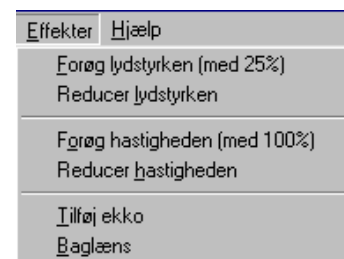 Effekter Hjælp
Forøg lydstyrken (med 25%)
Reducer lydstyrken
Forøg hastigheden (med 100%)
Reducer hastigheden
Tilføj ekko
Baglæns